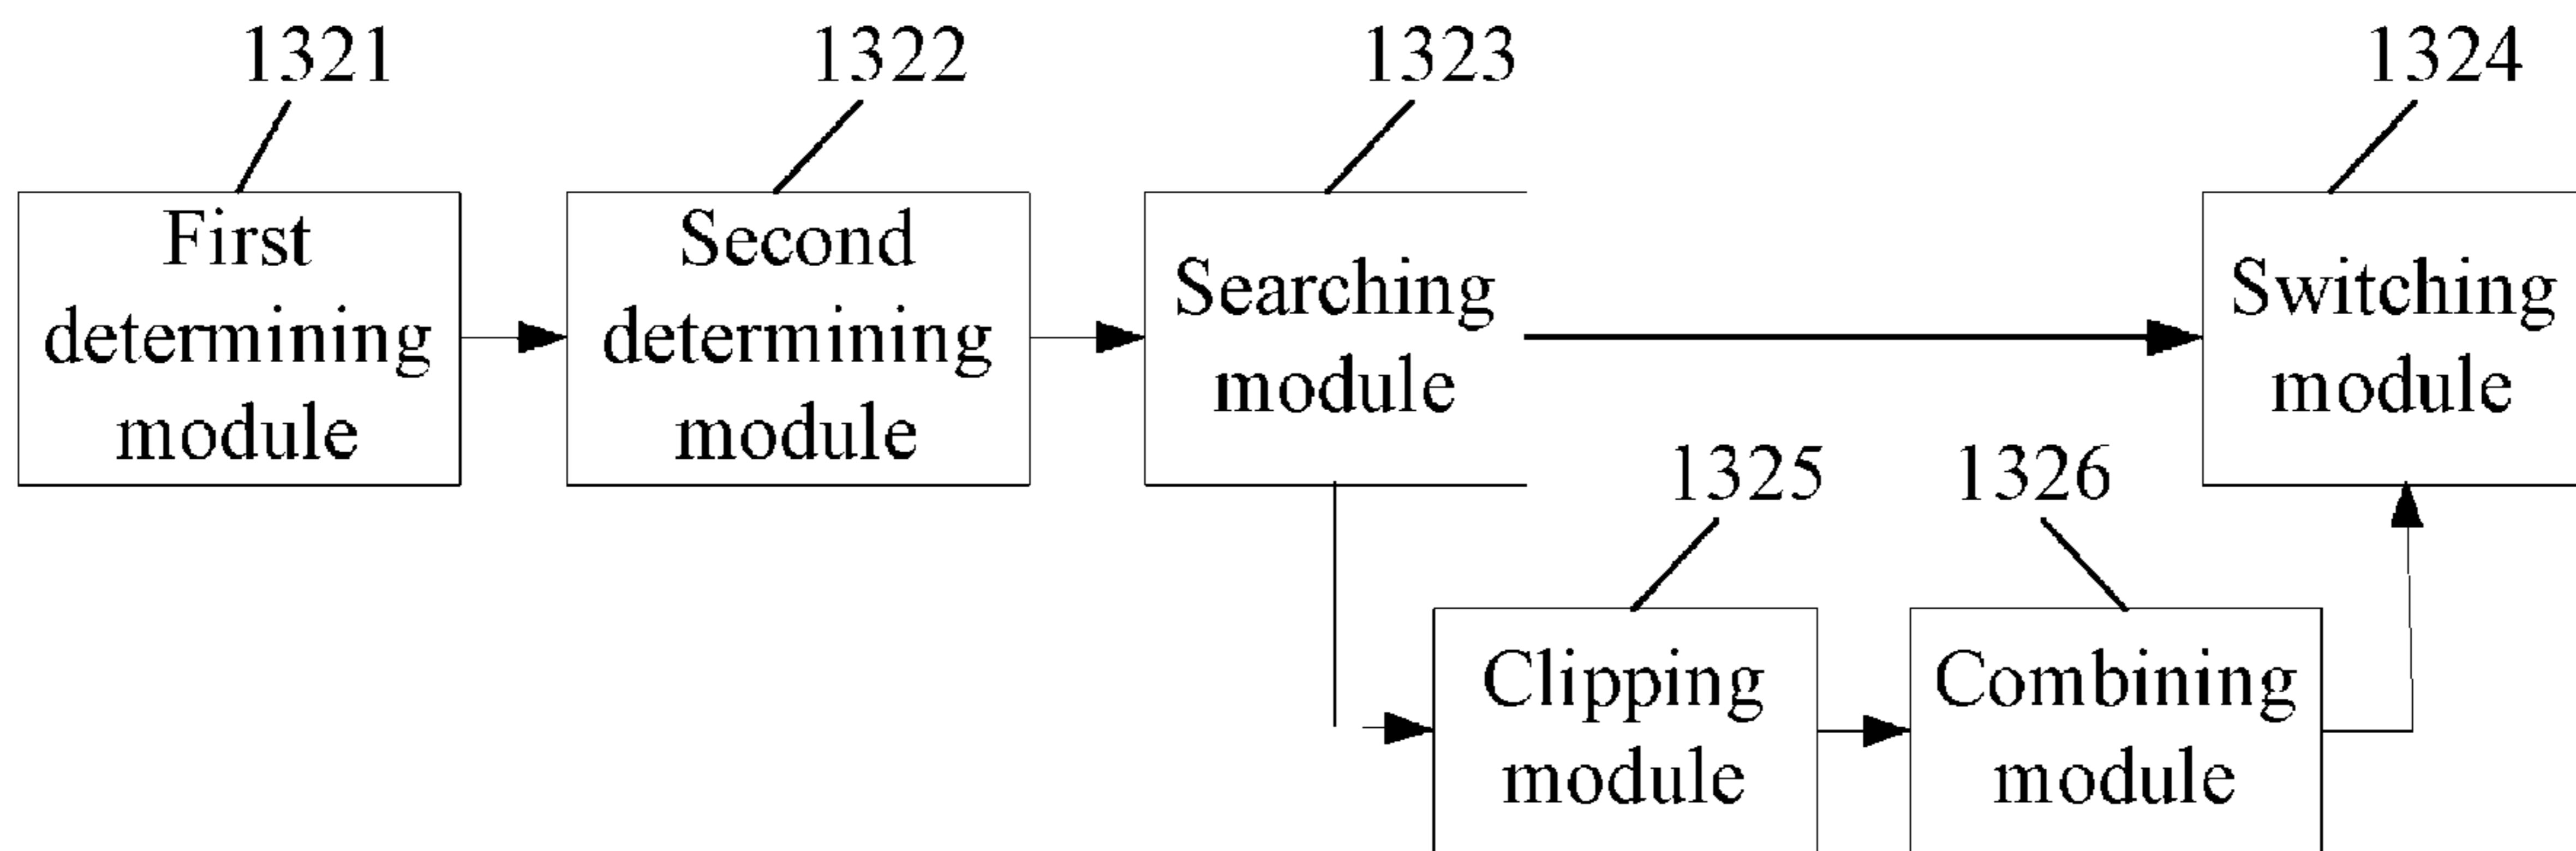 1321
1322
1323
1324
First
determining
module
Second
determining
module
Searching
module
Switching
module
1325
1326
Clipping
module
Combining
module